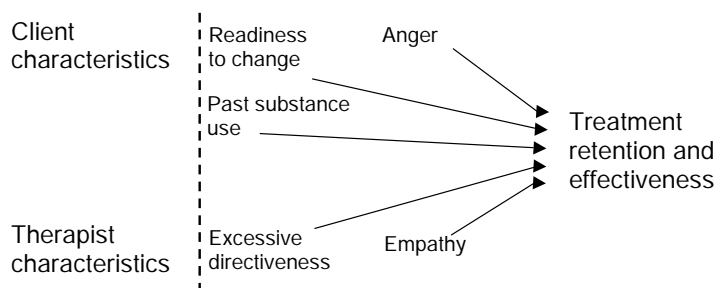 Client
characteristics
Readiness
to change
Anger
Past substance
use
Treatment
retention and
effectiveness
Therapist
characteristics
Excessive
directiveness
Empathy